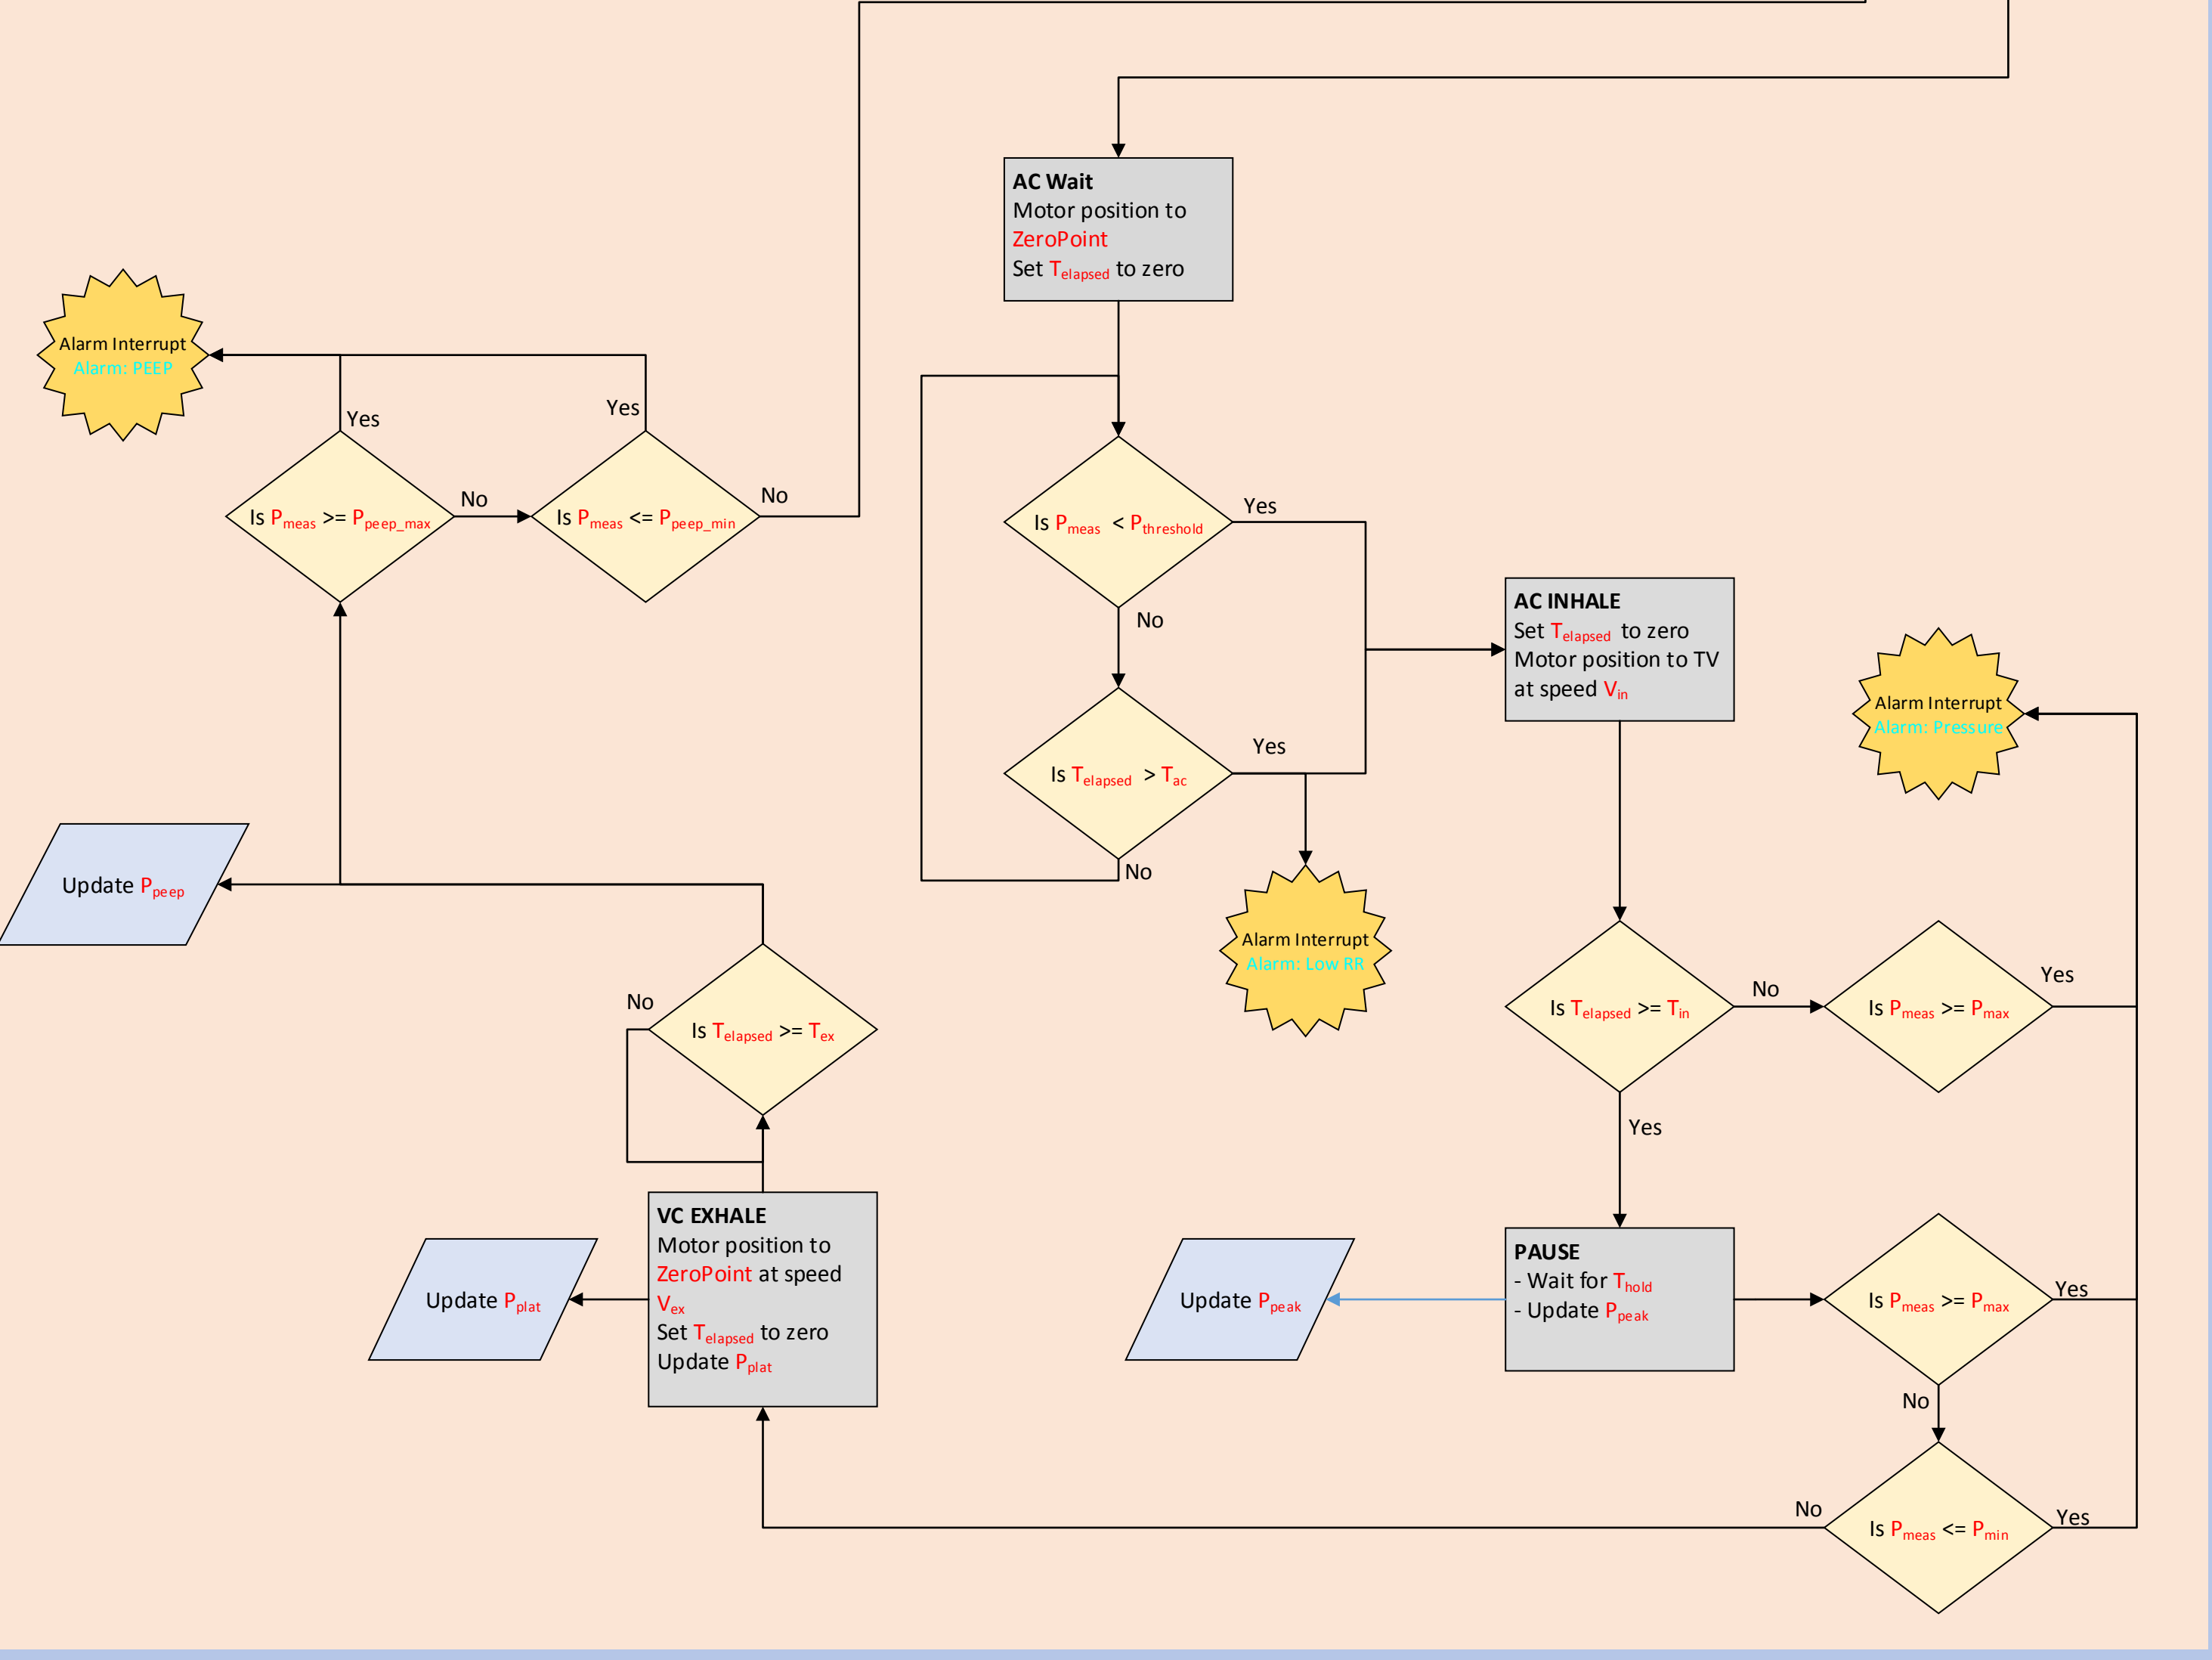 AC Wait
Motor position to
ZeroPoint
Set Telapsed to zero
Alarm Interrupt
Alarm: PEEP
Yes
Yes
Is Pmeas >= Ppeep_max
No
Is Pmeas <= Ppeep_min
No
Is Pmeas < Pthreshold
Yes
No
AC INHALE
Set Telapsed to zero
Motor position to TV
at speed Vin
Alarm Interrupt
Alarm: Pressure
Is Telapsed > Tac
Yes
No
Update Ppeep
Alarm Interrupt
Alarm: Low RR
No
Is Telapsed >= Tex
Is Telapsed >= Tin
No
Is Pmeas >= Pmax
Yes
Yes
VC EXHALE
Motor position to
ZeroPoint at speed
Vex
Set Telapsed to zero
Update Pplat
Update Pplat
Update Ppeak
PAUSE
- Wait for Thold
- Update Ppeak
Is Pmeas >= Pmax
Yes
No
No
Is Pmeas <= Pmin
Yes